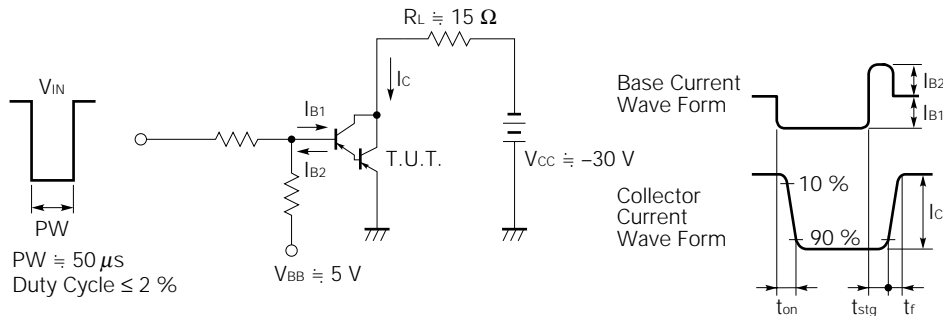 RL ≒ 15 Ω
VIN
IC
IB1
IB2
T.U.T.
VCC ≒ –30 V
PW
PW ≒ 50 μs
Duty Cycle ≤ 2 %
VBB ≒ 5 V
Base Current
Wave Form
IB2
IB1
Collector
Current
Wave Form
10 %
90 %
IC
ton
tstg
tf